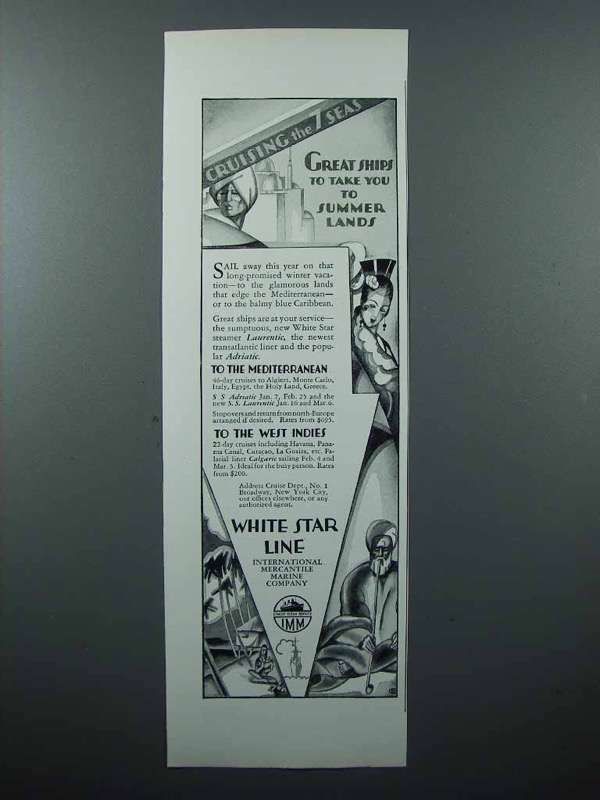 CRUISING the 7 SEAS
GREAT SHIPS
TO TAKE YOU
TO
SUMMER
LANDS
SAIL away this year on that
long-promised winter vaca-
tion—to the glamorous lands
that edge the Mediterranean—
or to the balmy blue Caribbean.
Great ships are at your service—
the sumptuous, new White Star
steamer Laurentic, the newest
transatlantic liner and the popu-
lar Adriatic.
TO THE MEDITERRANEAN
46-day cruises to Algiers, Monte Carlo,
Italy, Egypt, the Holy Land, Greece.
S S Adriatic Jan. 7, Feb. 25 and the
new S. S. Laurentic Jan. 16 and Mar. 6.
Stopovers and return from north-Europe
arranged if desired. Rates from $695.
TO THE WEST INDIES
22-day cruises including Havana, Pana-
ma Canal, Curaçao, La Guaira, etc. Pa-
latial liner Calgaric sailing Feb. 4 and
Mar. 3. Ideal for the busy person. Rates
from $200.
Address Cruise Dept., No. 1
Broadway, New York City,
our offices elsewhere, or any
authorized agent.
WHITE STAR
LINE
INTERNATIONAL
MERCANTILE
MARINE
COMPANY
IMM